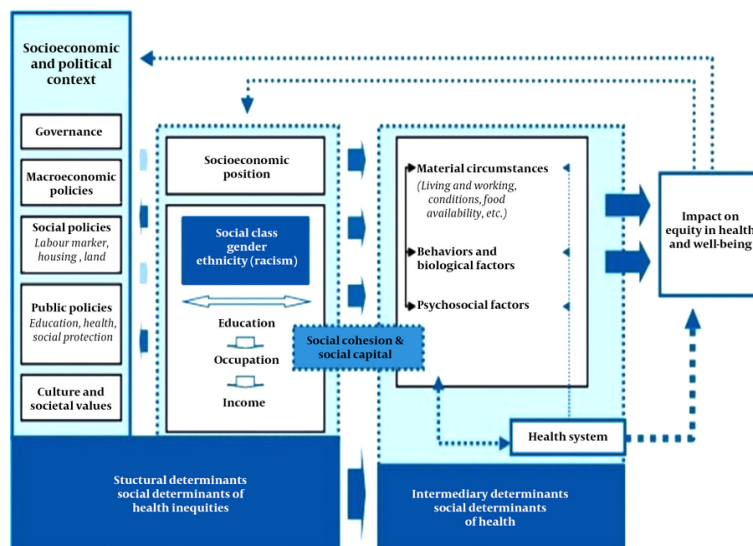 Socioeconomic
and political
context
Governance
Macroeconomic
policies
Social policies
Labour marker,
housing , land
Public policies
Education, health,
social protection
Culture and
societal values
Socioeconomic
position
Social class
gender
ethnicity (racism)
Education
Occupation
Income
Social cohesion &
social capital
Material circumstances
(Living and working,
conditions, food
availability, etc.)
Behaviors and
biological factors
Psychosocial factors
Health system
Impact on
equity in health
and well-being
Stuctural determinants
social determinants of
health inequities
Intermediary determinants
social determinants
of health